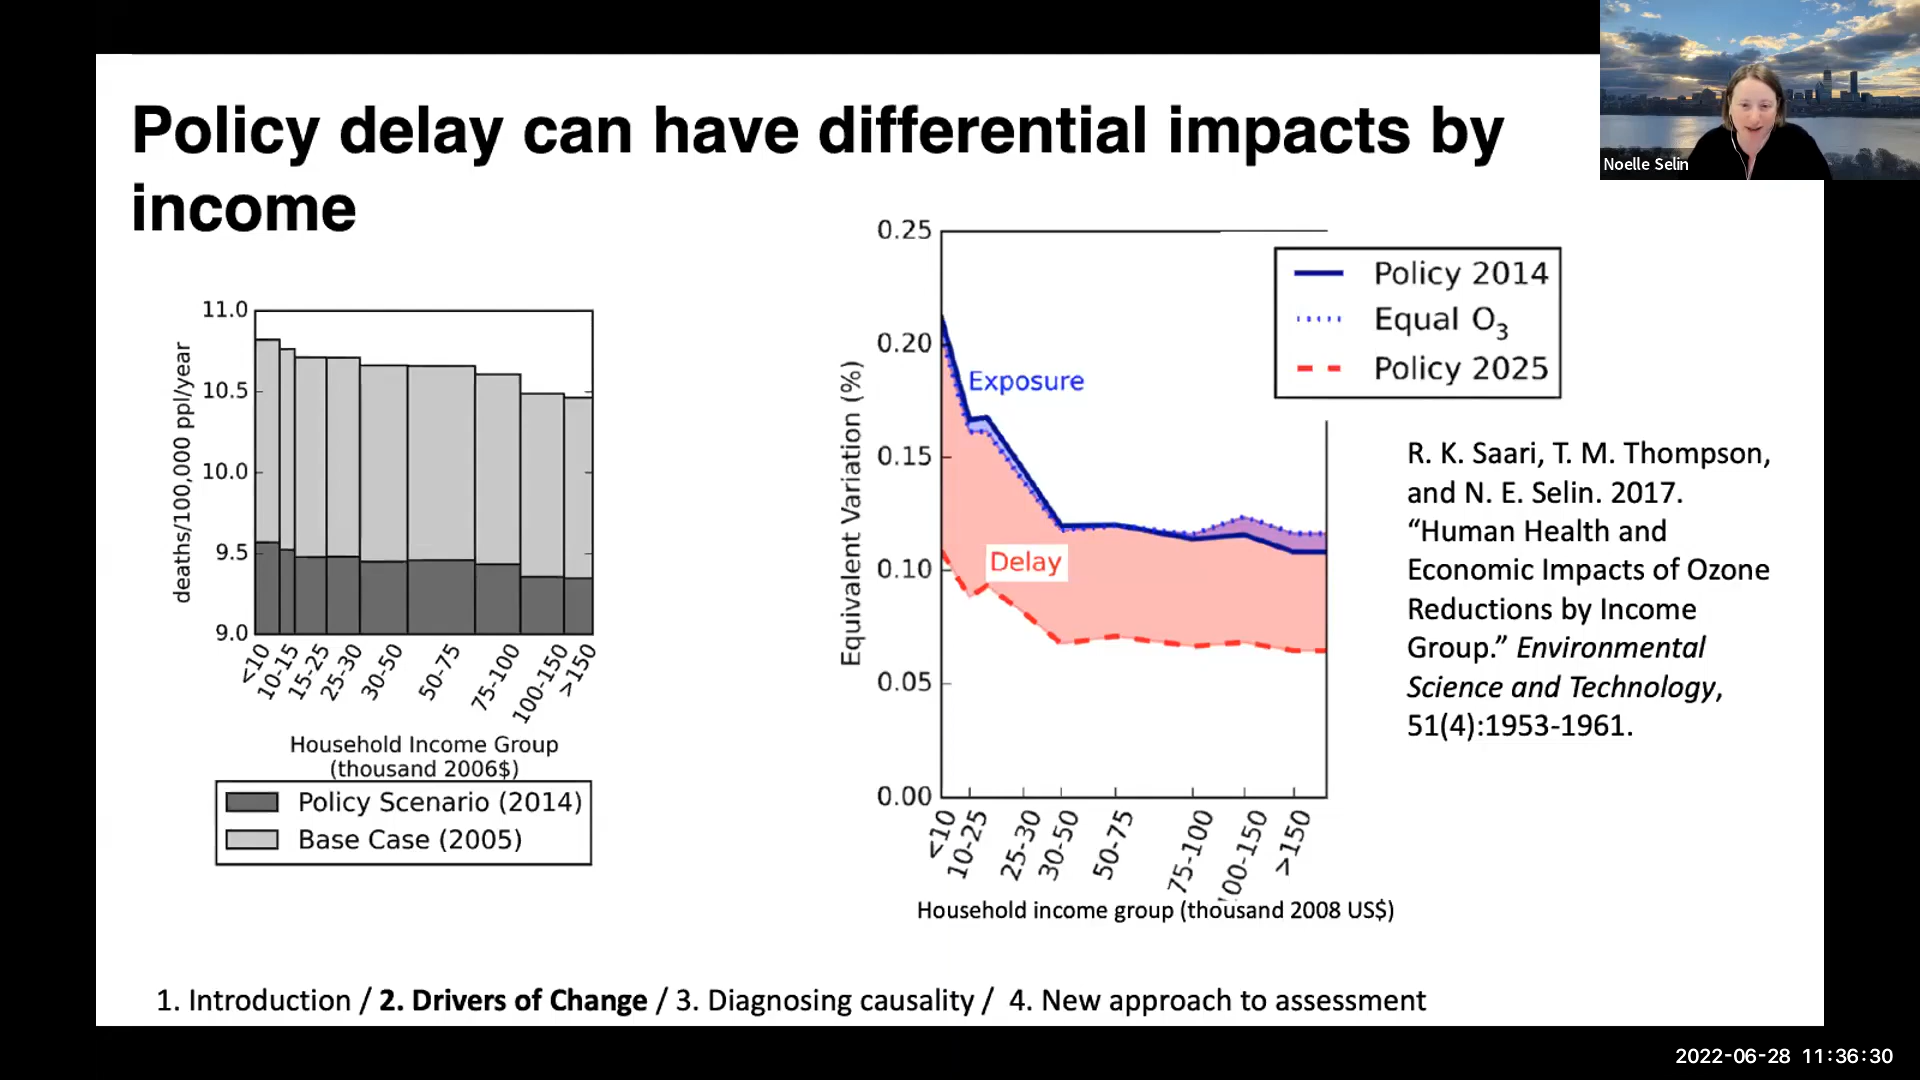 Policy delay can have differential impacts by
income
Noelle Selin
11.0
10.5
10.0
9.5
9.0
deaths/100,000 ppl/year
<10
10-15
15-25
25-30
30-50
50-75
75-100
100-150
>150
Household Income Group
(thousand 2006$)
Policy Scenario (2014)
Base Case (2005)
0.25
0.20
0.15
0.10
0.05
0.00
Equivalent Variation (%)
Exposure
Delay
Policy 2014
Equal O3
Policy 2025
<10
10-25
25-30
30-50
50-75
75-100
00-150
>150
Household income group (thousand 2008 US$)
R. K. Saari, T. M. Thompson,
and N. E. Selin. 2017.
“Human Health and
Economic Impacts of Ozone
Reductions by Income
Group.” Environmental
Science and Technology,
51(4):1953-1961.
1. Introduction / 2. Drivers of Change / 3. Diagnosing causality / 4. New approach to assessment
2022-06-28 11:36:30